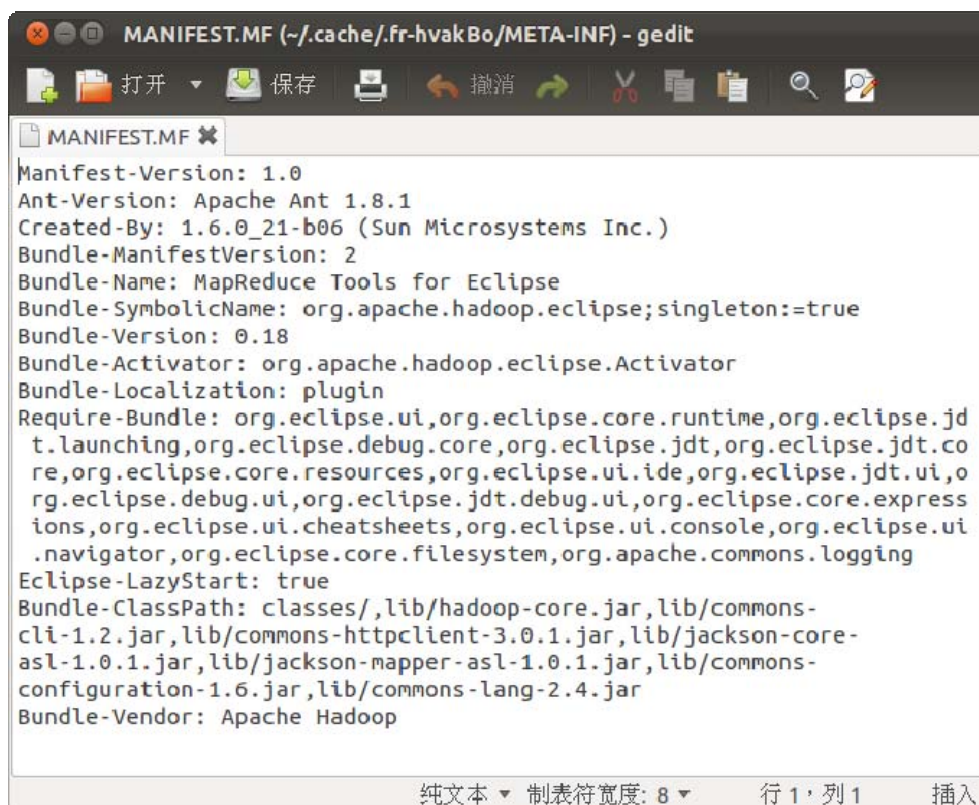 MANIFEST.MF (~/.cache/.fr-hvakBo/META-INF) - gedit
打开 保存 撤消
MANIFEST.MF
Manifest-Version: 1.0
Ant-Version: Apache Ant 1.8.1
Created-By: 1.6.0_21-b06 (Sun Microsystems Inc.)
Bundle-ManifestVersion: 2
Bundle-Name: MapReduce Tools for Eclipse
Bundle-SymbolicName: org.apache.hadoop.eclipse;singleton:=true
Bundle-Version: 0.18
Bundle-Activator: org.apache.hadoop.eclipse.Activator
Bundle-Localization: plugin
Require-Bundle: org.eclipse.ui,org.eclipse.core.runtime,org.eclipse.jd
 t.launching,org.eclipse.debug.core,org.eclipse.jdt,org.eclipse.jdt.co
 re,org.eclipse.core.resources,org.eclipse.ui.ide,org.eclipse.jdt.ui,o
 rg.eclipse.debug.ui,org.eclipse.jdt.debug.ui,org.eclipse.core.express
 ions,org.eclipse.ui.cheatsheets,org.eclipse.ui.console,org.eclipse.ui
 .navigator,org.eclipse.core.filesystem,org.apache.commons.logging
Eclipse-LazyStart: true
Bundle-ClassPath: classes/,lib/hadoop-core.jar,lib/commons-
cli-1.2.jar,lib/commons-httpclient-3.0.1.jar,lib/jackson-core-
asl-1.0.1.jar,lib/jackson-mapper-asl-1.0.1.jar,lib/commons-
configuration-1.6.jar,lib/commons-lang-2.4.jar
Bundle-Vendor: Apache Hadoop
纯文本 制表符宽度: 8 行 1，列 1 插入